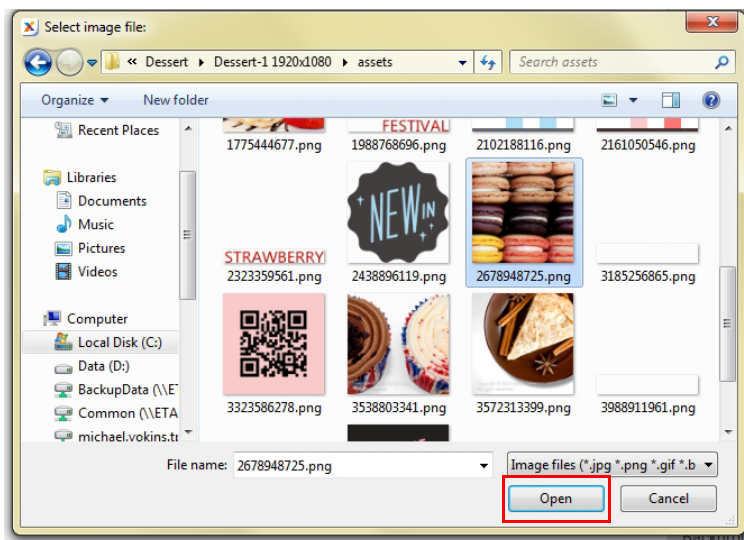 Select image file:
« Dessert ▸ Dessert-1 1920x1080 ▸ assets
Search assets
Organize
New folder
Recent Places
Libraries
Documents
Music
Pictures
Videos
Computer
Local Disk (C:)
Data (D:)
BackupData (\\E
Common (\\ETA
michael.vokins.t
FESTIVAL
1775444677.png
1988768696.png
2102188116.png
2161050546.png
STRAWBERRY
NEW IN
2323359561.png
2438896119.png
2678948725.png
3185256865.png
3323586278.png
3538803341.png
3572313399.png
3988911961.png
File name: 2678948725.png
Image files (*.jpg *.png *.gif *.b
Open
Cancel